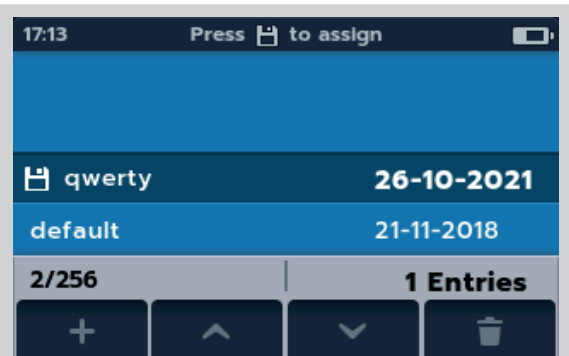 17:13 Press to assign
qwerty 26-10-2021
default 21-11-2018
2/256 1 Entries